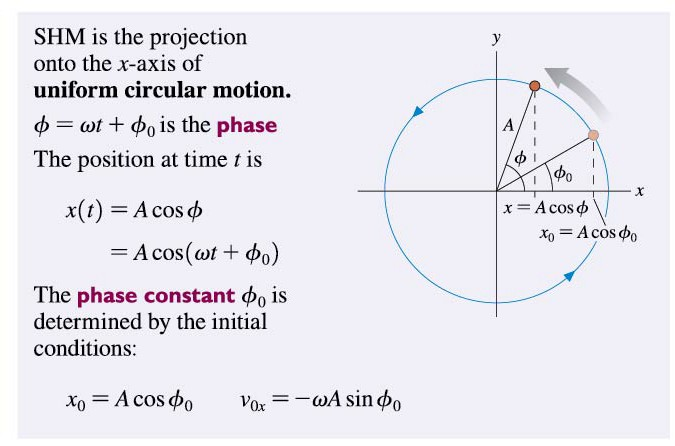 SHM is the projection
onto the x-axis of
uniform circular motion.
ϕ = ωt + ϕ₀ is the phase
The position at time t is
x(t) = A cos ϕ
= A cos(ωt + ϕ₀)
The phase constant ϕ₀ is
determined by the initial
conditions:
x₀ = A cos ϕ₀ v₀ₓ = −ωA sin ϕ₀
y
A
ϕ
ϕ₀
x
x = A cos ϕ
x₀ = A cos ϕ₀